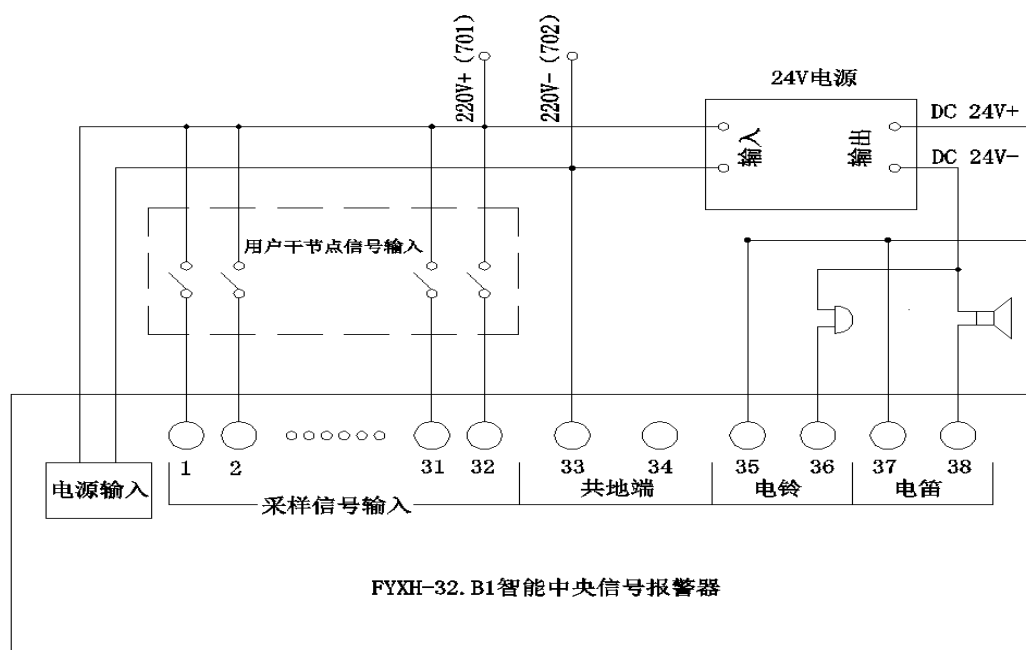 220V+ (701)
220V- (702)
24V电源
输入
输出
DC 24V+
DC 24V-
用户干节点信号输入
1
2
31
32
33
34
35
36
37
38
电源输入
采样信号输入
共地端
电铃
电笛
FYXH-32.B1智能中央信号报警器